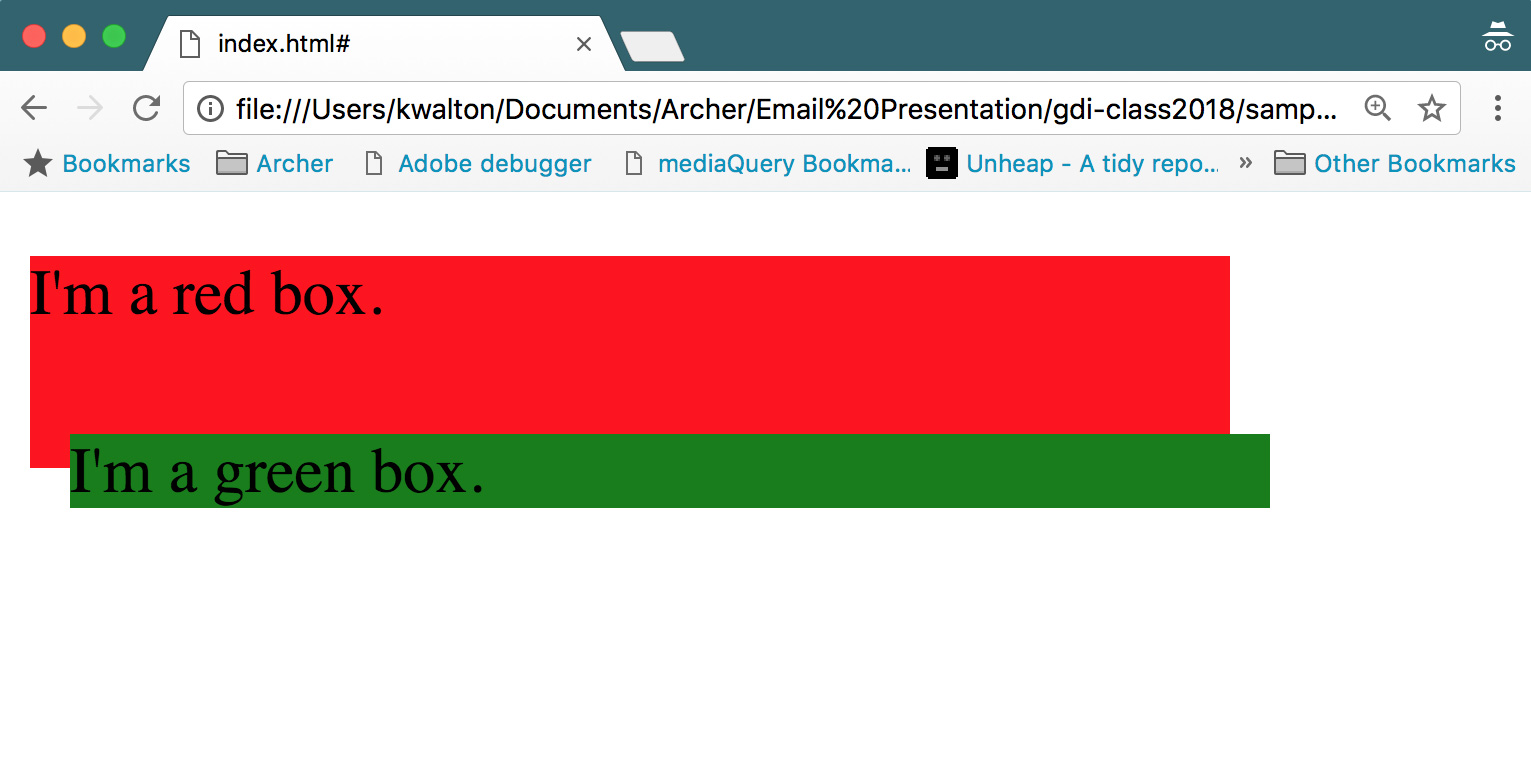 index.html#
file:///Users/kwalton/Documents/Archer/Email%20Presentation/gdi-class2018/samp...
Bookmarks Archer Adobe debugger mediaQuery Bookma... Unheap - A tidy repo... » Other Bookmarks
I'm a red box.
I'm a green box.